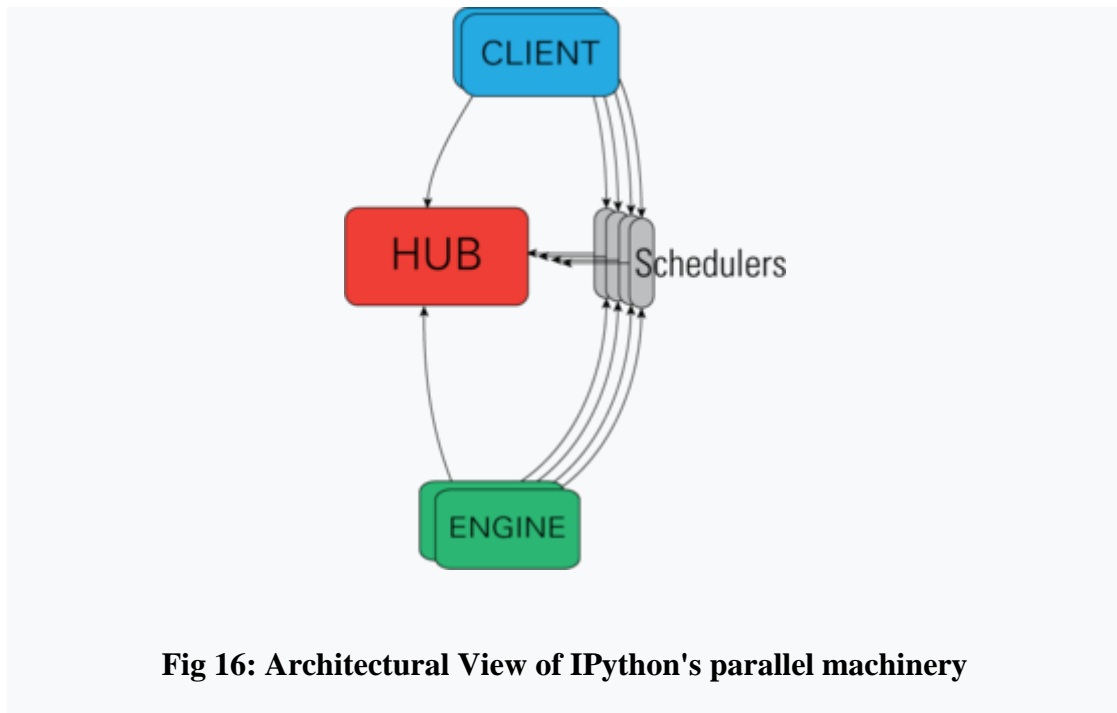 CLIENT
HUB
Schedulers
ENGINE
Fig 16: Architectural View of IPython's parallel machinery